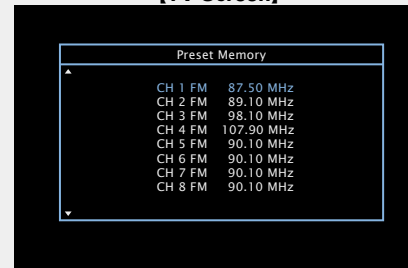 [TV Screen]
Preset Memory
CH 1 FM 87.50 MHz
CH 2 FM 89.10 MHz
CH 3 FM 98.10 MHz
CH 4 FM 107.90 MHz
CH 5 FM 90.10 MHz
CH 6 FM 90.10 MHz
CH 7 FM 90.10 MHz
CH 8 FM 90.10 MHz